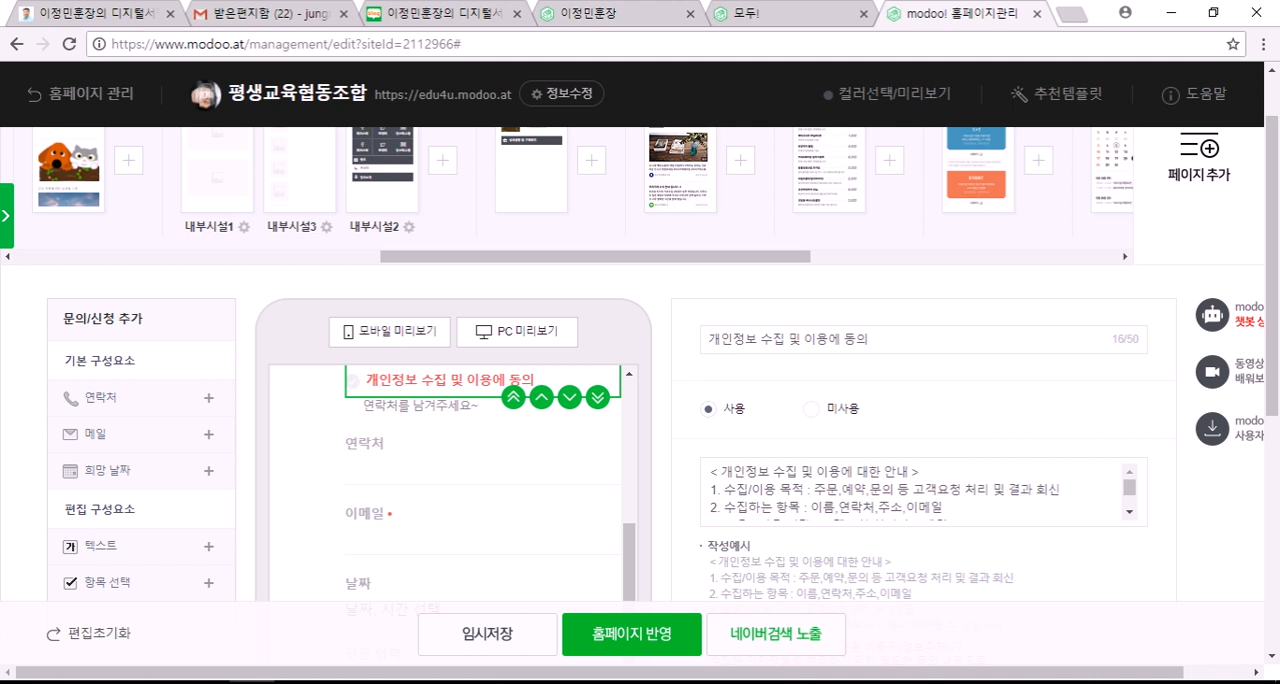 이정민훈장의 디지털서
받은편지함 (22) - jung
이정민훈장의 디지털서
이정민훈장
모두!
modoo! 홈페이지관리
https://www.modoo.at/management/edit?siteId=2112966#
홈페이지 관리
평생교육협동조합 https://edu4u.modoo.at 정보수정
컬러선택/미리보기
추천템플릿
도움말
페이지 추가
내부시설1
내부시설3
내부시설2
문의/신청 추가
기본 구성요소
연락처 +
메일 +
희망 날짜 +
편집 구성요소
가 텍스트 +
항목 선택 +
모바일 미리보기
PC 미리보기
개인정보 수집 및 이용에 동의
연락처를 남겨주세요~
연락처
이메일 •
날짜
날짜, 시간 선택
개인정보 수집 및 이용에 동의 16/50
사용
미사용
< 개인정보 수집 및 이용에 대한 안내 >
1. 수집/이용 목적 : 주문,예약,문의 등 고객요청 처리 및 결과 회신
2. 수집하는 항목 : 이름,연락처,주소,이메일
· 작성예시
< 개인정보 수집 및 이용에 대한 안내 >
1. 수집/이용 목적 : 주문,예약,문의 등 고객요청 처리 및 결과 회신
2. 수집하는 항목 : 이름,연락처,주소,이메일
modo
챗봇 상
동영상
배워보
modo
사용자
편집초기화
임시저장
홈페이지 반영
네이버검색 노출